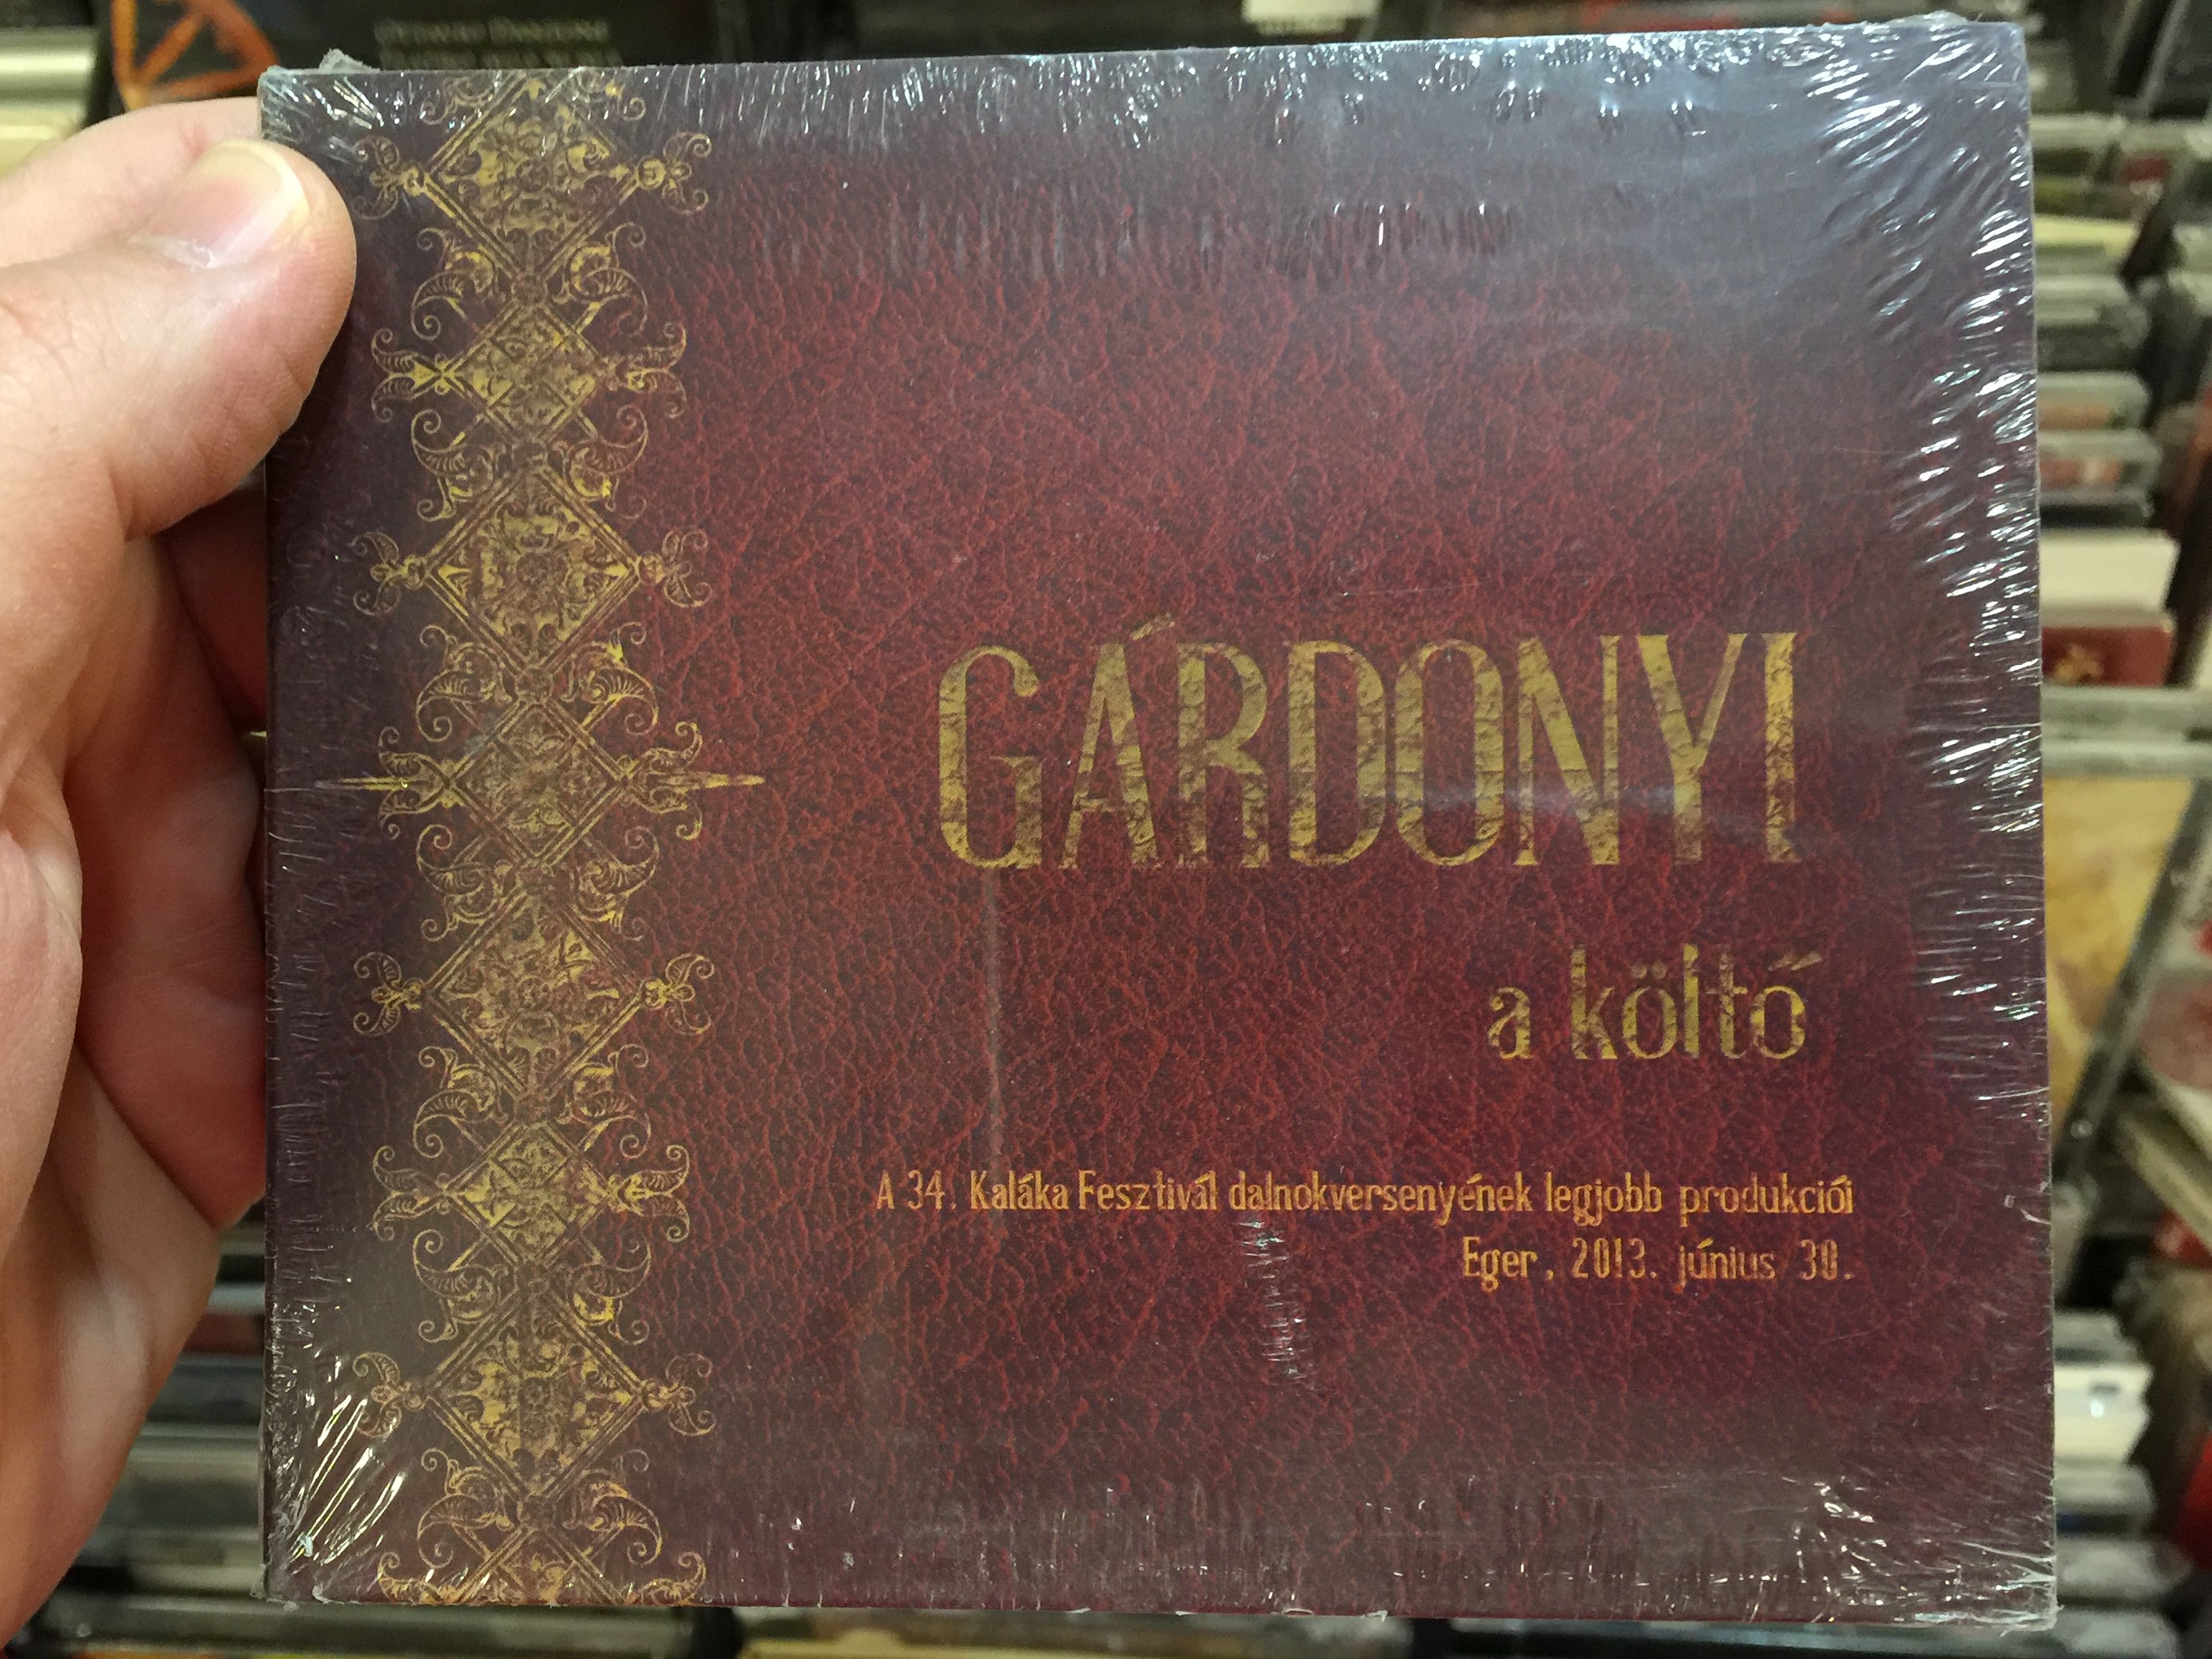 GÁRDONYI
a költő
A 34. Kaláka Fesztivál dalnokversenyének legjobb produkciói
Eger, 2013. június 30.